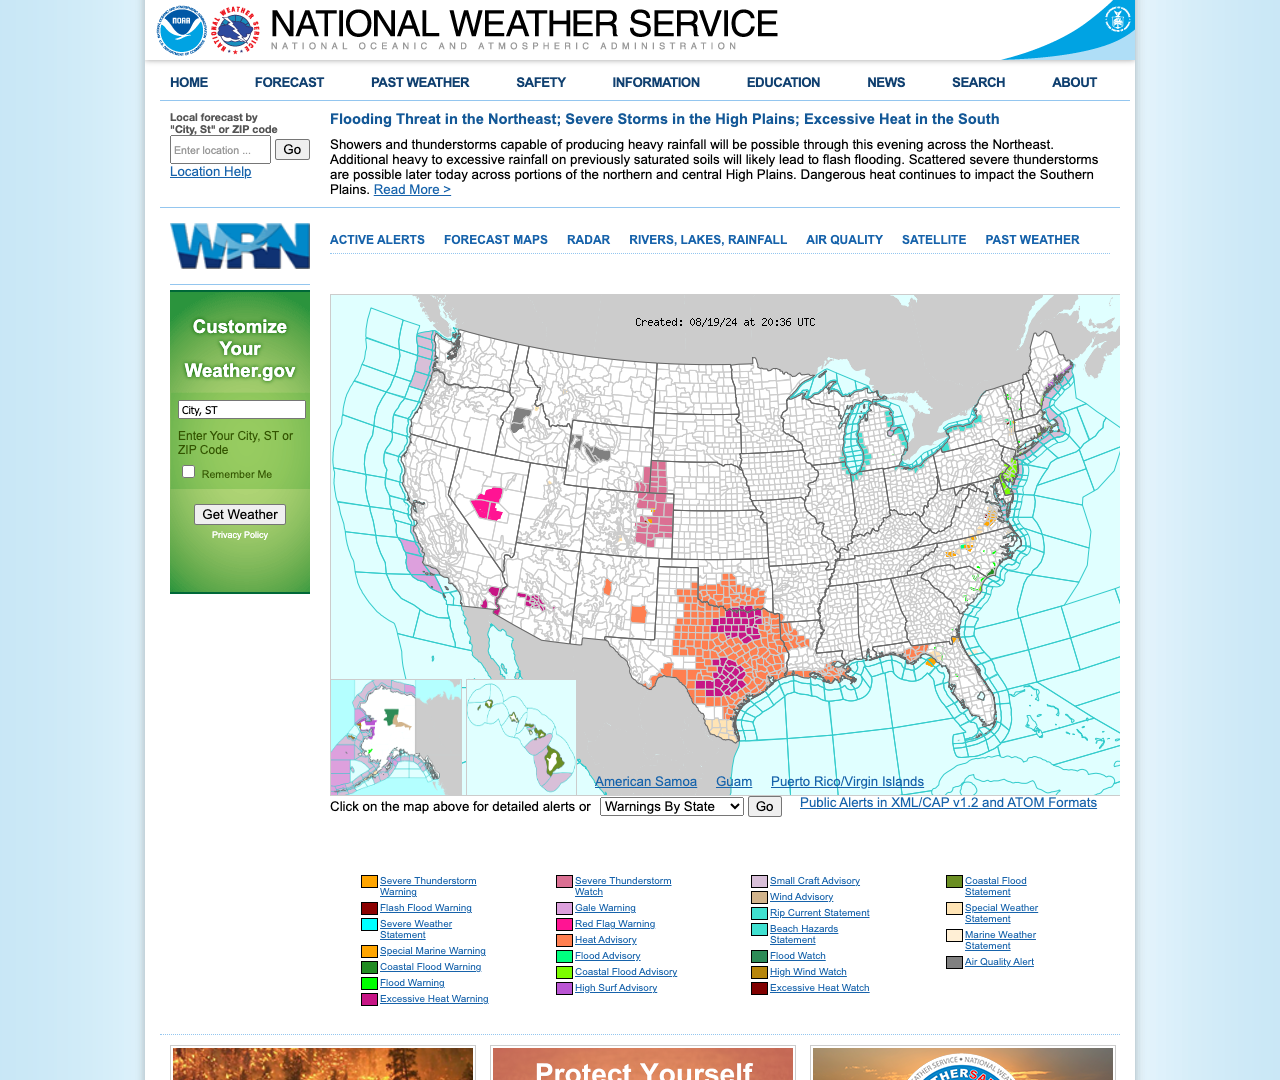 NATIONAL WEATHER SERVICE
NATIONAL OCEANIC AND ATMOSPHERIC ADMINISTRATION
HOME FORECAST PAST WEATHER SAFETY INFORMATION EDUCATION NEWS SEARCH ABOUT
Local forecast by
"City, St" or ZIP code
Enter location ... Go
Location Help
Flooding Threat in the Northeast; Severe Storms in the High Plains; Excessive Heat in the South
Showers and thunderstorms capable of producing heavy rainfall will be possible through this evening across the Northeast.
Additional heavy to excessive rainfall on previously saturated soils will likely lead to flash flooding. Scattered severe thunderstorms
are possible later today across portions of the northern and central High Plains. Dangerous heat continues to impact the Southern
Plains. Read More >
WRN
ACTIVE ALERTS FORECAST MAPS RADAR RIVERS, LAKES, RAINFALL AIR QUALITY SATELLITE PAST WEATHER
Customize
Your
Weather.gov
City, ST
Enter Your City, ST or
ZIP Code
Remember Me
Get Weather
Privacy Policy
Created: 08/19/24 at 20:36 UTC
American Samoa Guam Puerto Rico/Virgin Islands
Click on the map above for detailed alerts or Warnings By State Go Public Alerts in XML/CAP v1.2 and ATOM Formats
Severe Thunderstorm
Warning
Flash Flood Warning
Severe Weather
Statement
Special Marine Warning
Coastal Flood Warning
Flood Warning
Excessive Heat Warning
Severe Thunderstorm
Watch
Gale Warning
Red Flag Warning
Heat Advisory
Flood Advisory
Coastal Flood Advisory
High Surf Advisory
Small Craft Advisory
Wind Advisory
Rip Current Statement
Beach Hazards
Statement
Flood Watch
High Wind Watch
Excessive Heat Watch
Coastal Flood
Statement
Special Weather
Statement
Marine Weather
Statement
Air Quality Alert
Protect Yourself